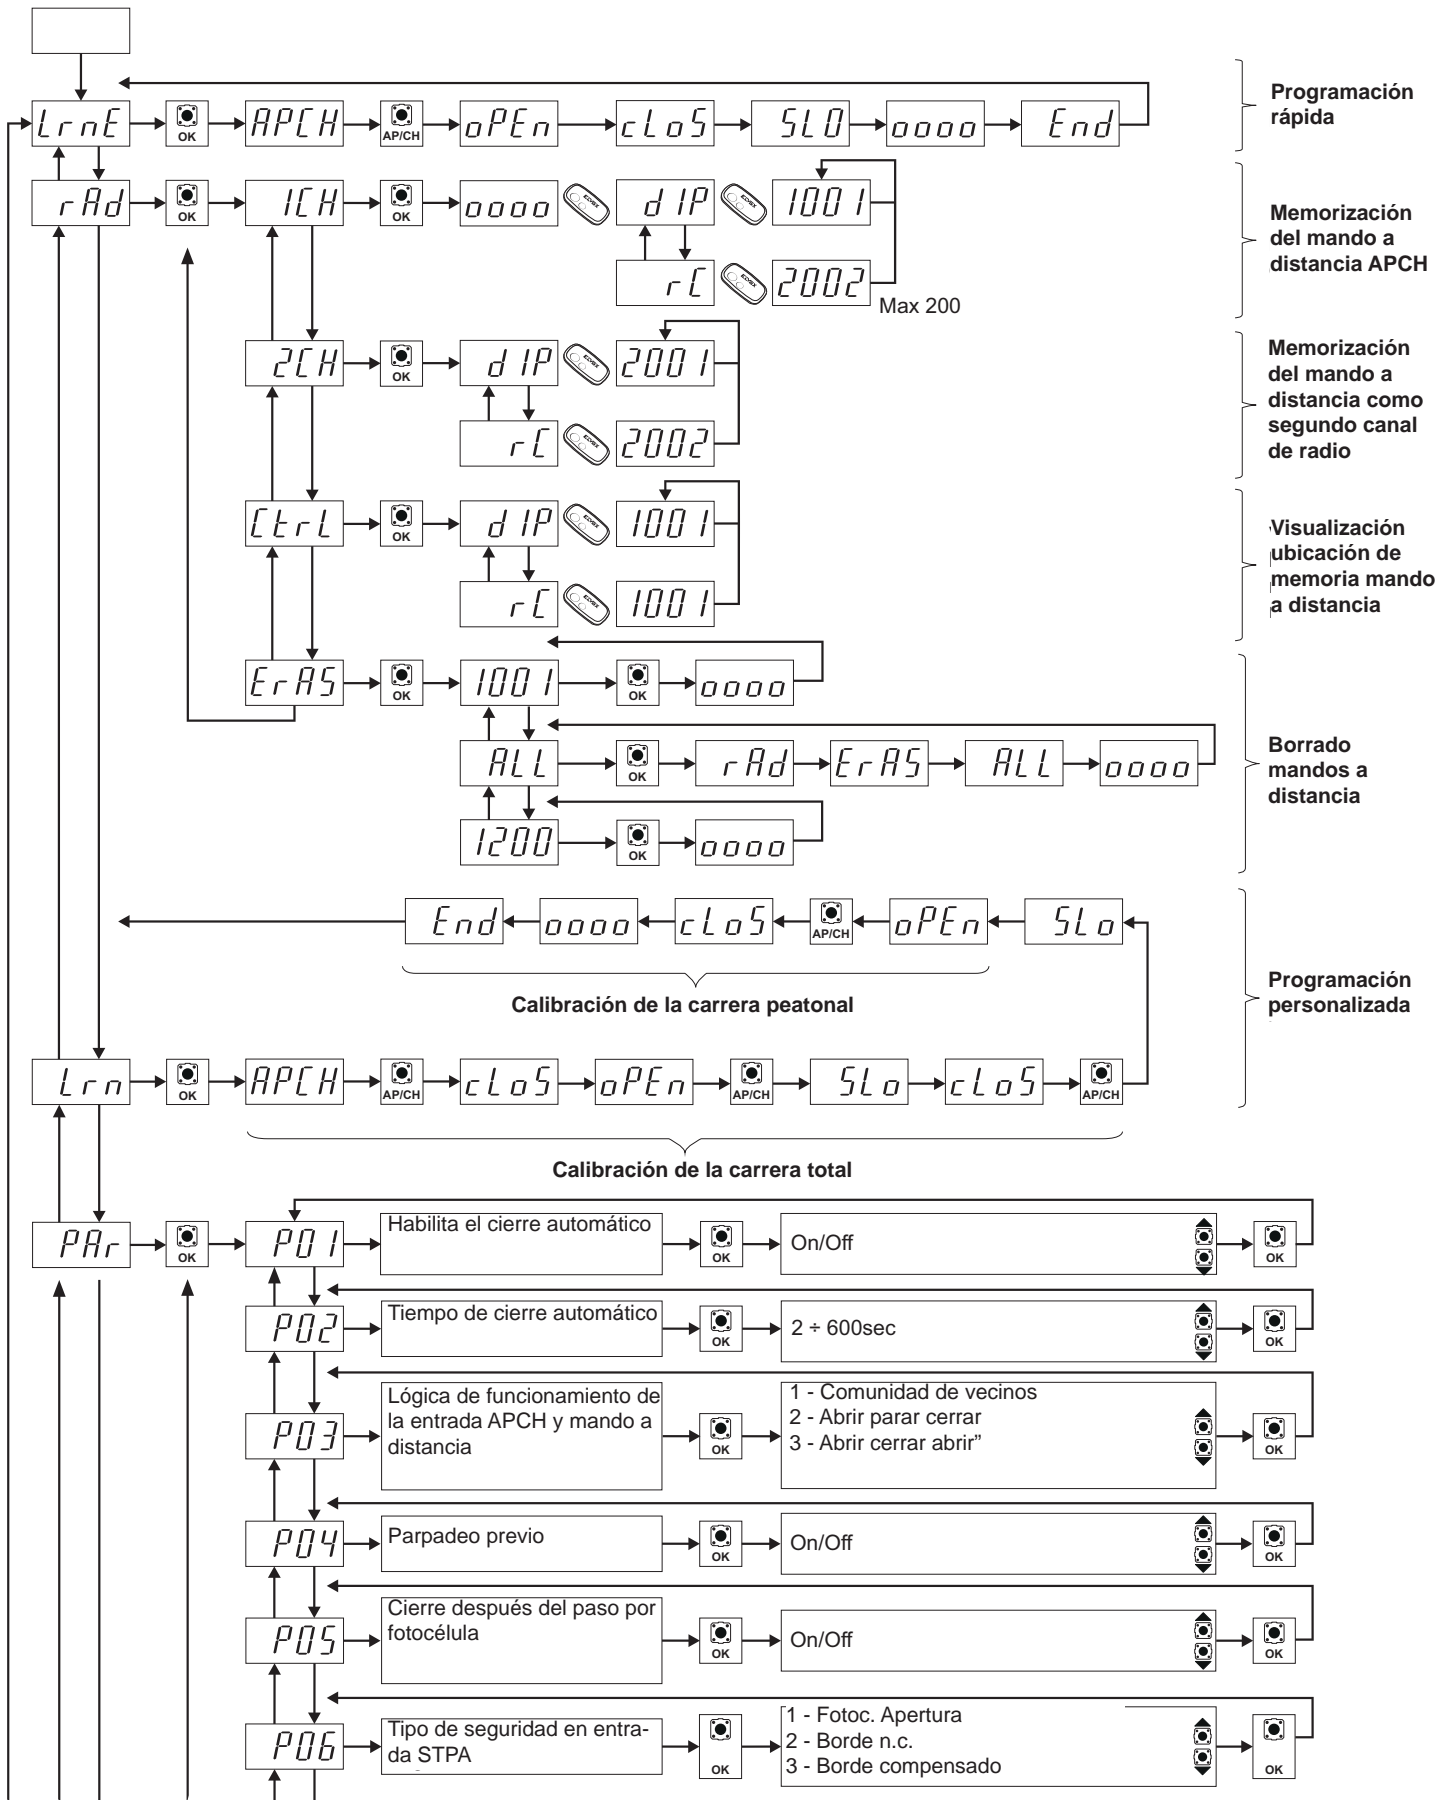 LrnE OK APCH AP/CH oPEn cLoS SLO oooo End
Programación
rápida
rAd OK 1CH OK oooo dIP 1001
rC 2002
Max 200
Memorización
del mando a
distancia APCH
2CH OK dIP 2001
rC 2002
Memorización
del mando a
distancia como
segundo canal
de radio
CtrL OK dIP 1001
rC 1001
Visualización
ubicación de
memoria mando
a distancia
ErAS OK 1001 OK oooo
ALL OK rAd ErAS ALL oooo
1200 OK oooo
Borrado
mandos a
distancia
End oooo cLoS AP/CH oPEn SLo
Calibración de la carrera peatonal
Programación
personalizada
Lrn OK APCH AP/CH cLoS oPEn AP/CH SLo cLoS AP/CH
Calibración de la carrera total
PAr OK P01 Habilita el cierre automático OK On/Off OK
P02 Tiempo de cierre automático OK 2 ÷ 600sec OK
P03 Lógica de funcionamiento de
la entrada APCH y mando a
distancia
OK
1 - Comunidad de vecinos
2 - Abrir parar cerrar
3 - Abrir cerrar abrir”
OK
P04 Parpadeo previo OK On/Off OK
P05 Cierre después del paso por
fotocélula
OK On/Off OK
P06 Tipo de seguridad en entra-
da STPA
OK
1 - Fotoc. Apertura
2 - Borde n.c.
3 - Borde compensado
OK